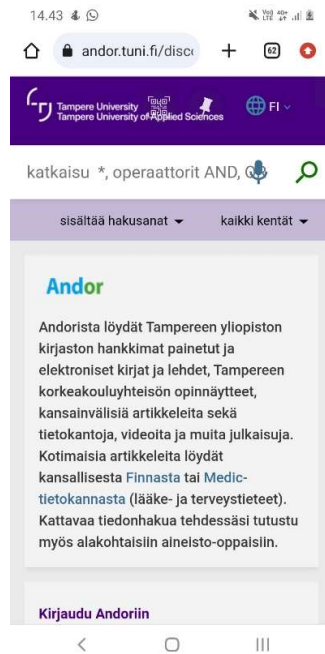 14.43
andor.tuni.fi/disc
62
Tampere University
Tampere University of Applied Sciences
FI
katkaisu *, operaattorit AND,
sisältää hakusanat
kaikki kentät
Andor
Andorista löydät Tampereen yliopiston
kirjaston hankkimat painetut ja
elektroniset kirjat ja lehdet, Tampereen
korkeakouluyhteisön opinnäytteet,
kansainvälisiä artikkeleita sekä
tietokantoja, videoita ja muita julkaisuja.
Kotimaisia artikkeleita löydät
kansallisesta Finnasta tai Medic-
tietokannasta (lääke- ja terveystieteet).
Kattavaa tiedonhakua tehdessäsi tutustu
myös alakohtaisiin aineisto-oppaisiin.
Kirjaudu Andoriin